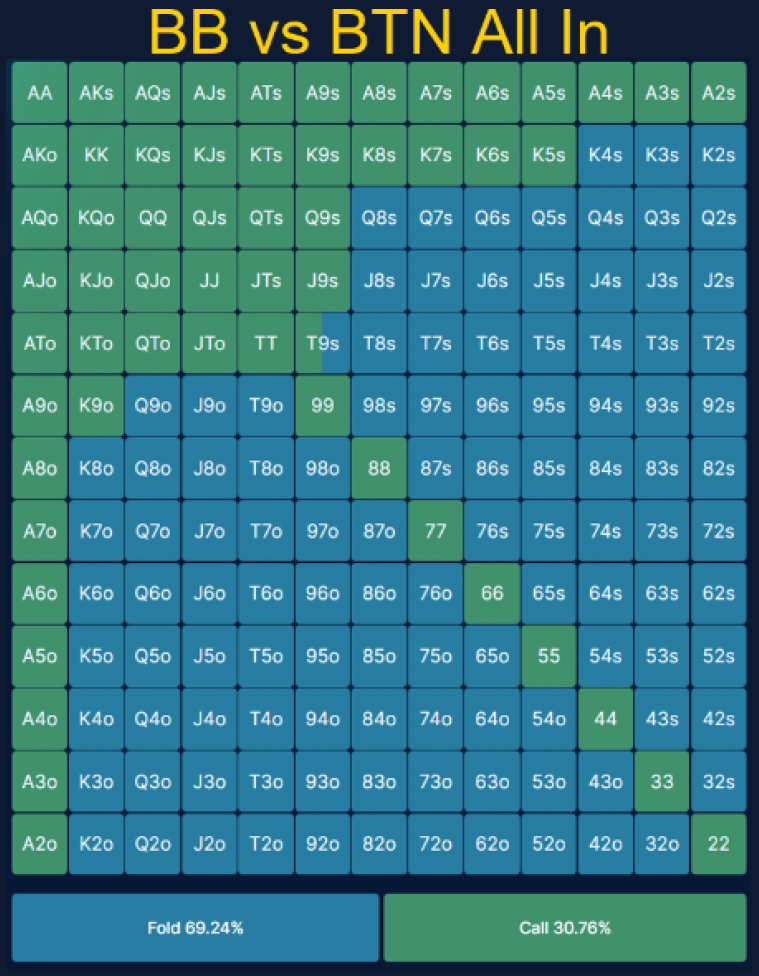 BB vs BTN All In
AA AKs AQs AJs ATs A9s A8s A7s A6s A5s A4s A3s A2s
AKo KK KQs KJs KTs K9s K8s K7s K6s K5s K4s K3s K2s
AQo KQo QQ QJs QTs Q9s Q8s Q7s Q6s Q5s Q4s Q3s Q2s
AJo KJo QJo JJ JTs J9s J8s J7s J6s J5s J4s J3s J2s
ATo KTo QTo JTo TT T9s T8s T7s T6s T5s T4s T3s T2s
A9o K9o Q9o J9o T9o 99 98s 97s 96s 95s 94s 93s 92s
A8o K8o Q8o J8o T8o 98o 88 87s 86s 85s 84s 83s 82s
A7o K7o Q7o J7o T7o 97o 87o 77 76s 75s 74s 73s 72s
A6o K6o Q6o J6o T6o 96o 86o 76o 66 65s 64s 63s 62s
A5o K5o Q5o J5o T5o 95o 85o 75o 65o 55 54s 53s 52s
A4o K4o Q4o J4o T4o 94o 84o 74o 64o 54o 44 43s 42s
A3o K3o Q3o J3o T3o 93o 83o 73o 63o 53o 43o 33 32s
A2o K2o Q2o J2o T2o 92o 82o 72o 62o 52o 42o 32o 22
Fold 69.24% Call 30.76%